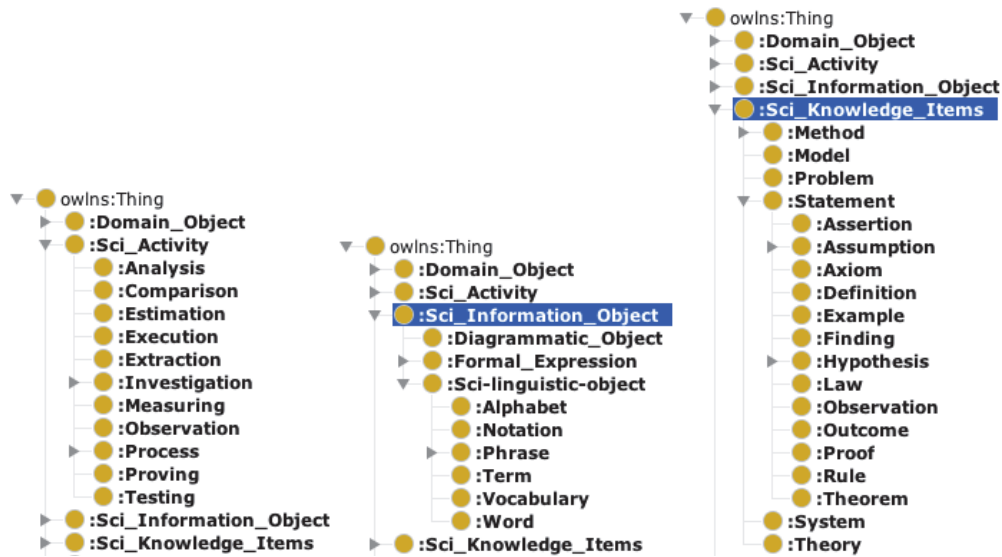 owlns:Thing
:Domain_Object
:Sci_Activity
:Analysis
:Comparison
:Estimation
:Execution
:Extraction
:Investigation
:Measuring
:Observation
:Process
:Proving
:Testing
:Sci_Information_Object
:Sci_Knowledge_Items
owlns:Thing
:Domain_Object
:Sci_Activity
:Sci_Information_Object
:Diagrammatic_Object
:Formal_Expression
:Sci-linguistic-object
:Alphabet
:Notation
:Phrase
:Term
:Vocabulary
:Word
:Sci_Knowledge_Items
owlns:Thing
:Domain_Object
:Sci_Activity
:Sci_Information_Object
:Sci_Knowledge_Items
:Method
:Model
:Problem
:Statement
:Assertion
:Assumption
:Axiom
:Definition
:Example
:Finding
:Hypothesis
:Law
:Observation
:Outcome
:Proof
:Rule
:Theorem
:System
:Theory